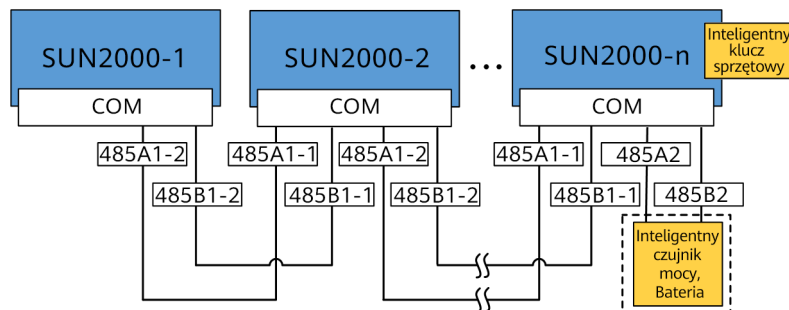 SUN2000-1
SUN2000-2
...
SUN2000-n
Inteligentny
klucz
sprzętowy
COM
COM
COM
485A1-2
485A1-1
485A1-2
485A1-1
485A2
485B1-2
485B1-1
485B1-2
485B1-1
485B2
Inteligentny
czujnik
mocy,
Bateria